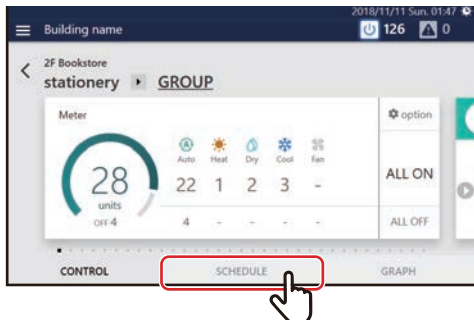 2018/11/11 Sun. 01:47
Building name
126
0
2F Bookstore
stationery
GROUP
Meter
option
A
Auto
Heat
Dry
Cool
Fan
28
units
OFF 4
22
1
2
3
-
4
-
-
-
-
ALL ON
ALL OFF
CONTROL
SCHEDULE
GRAPH